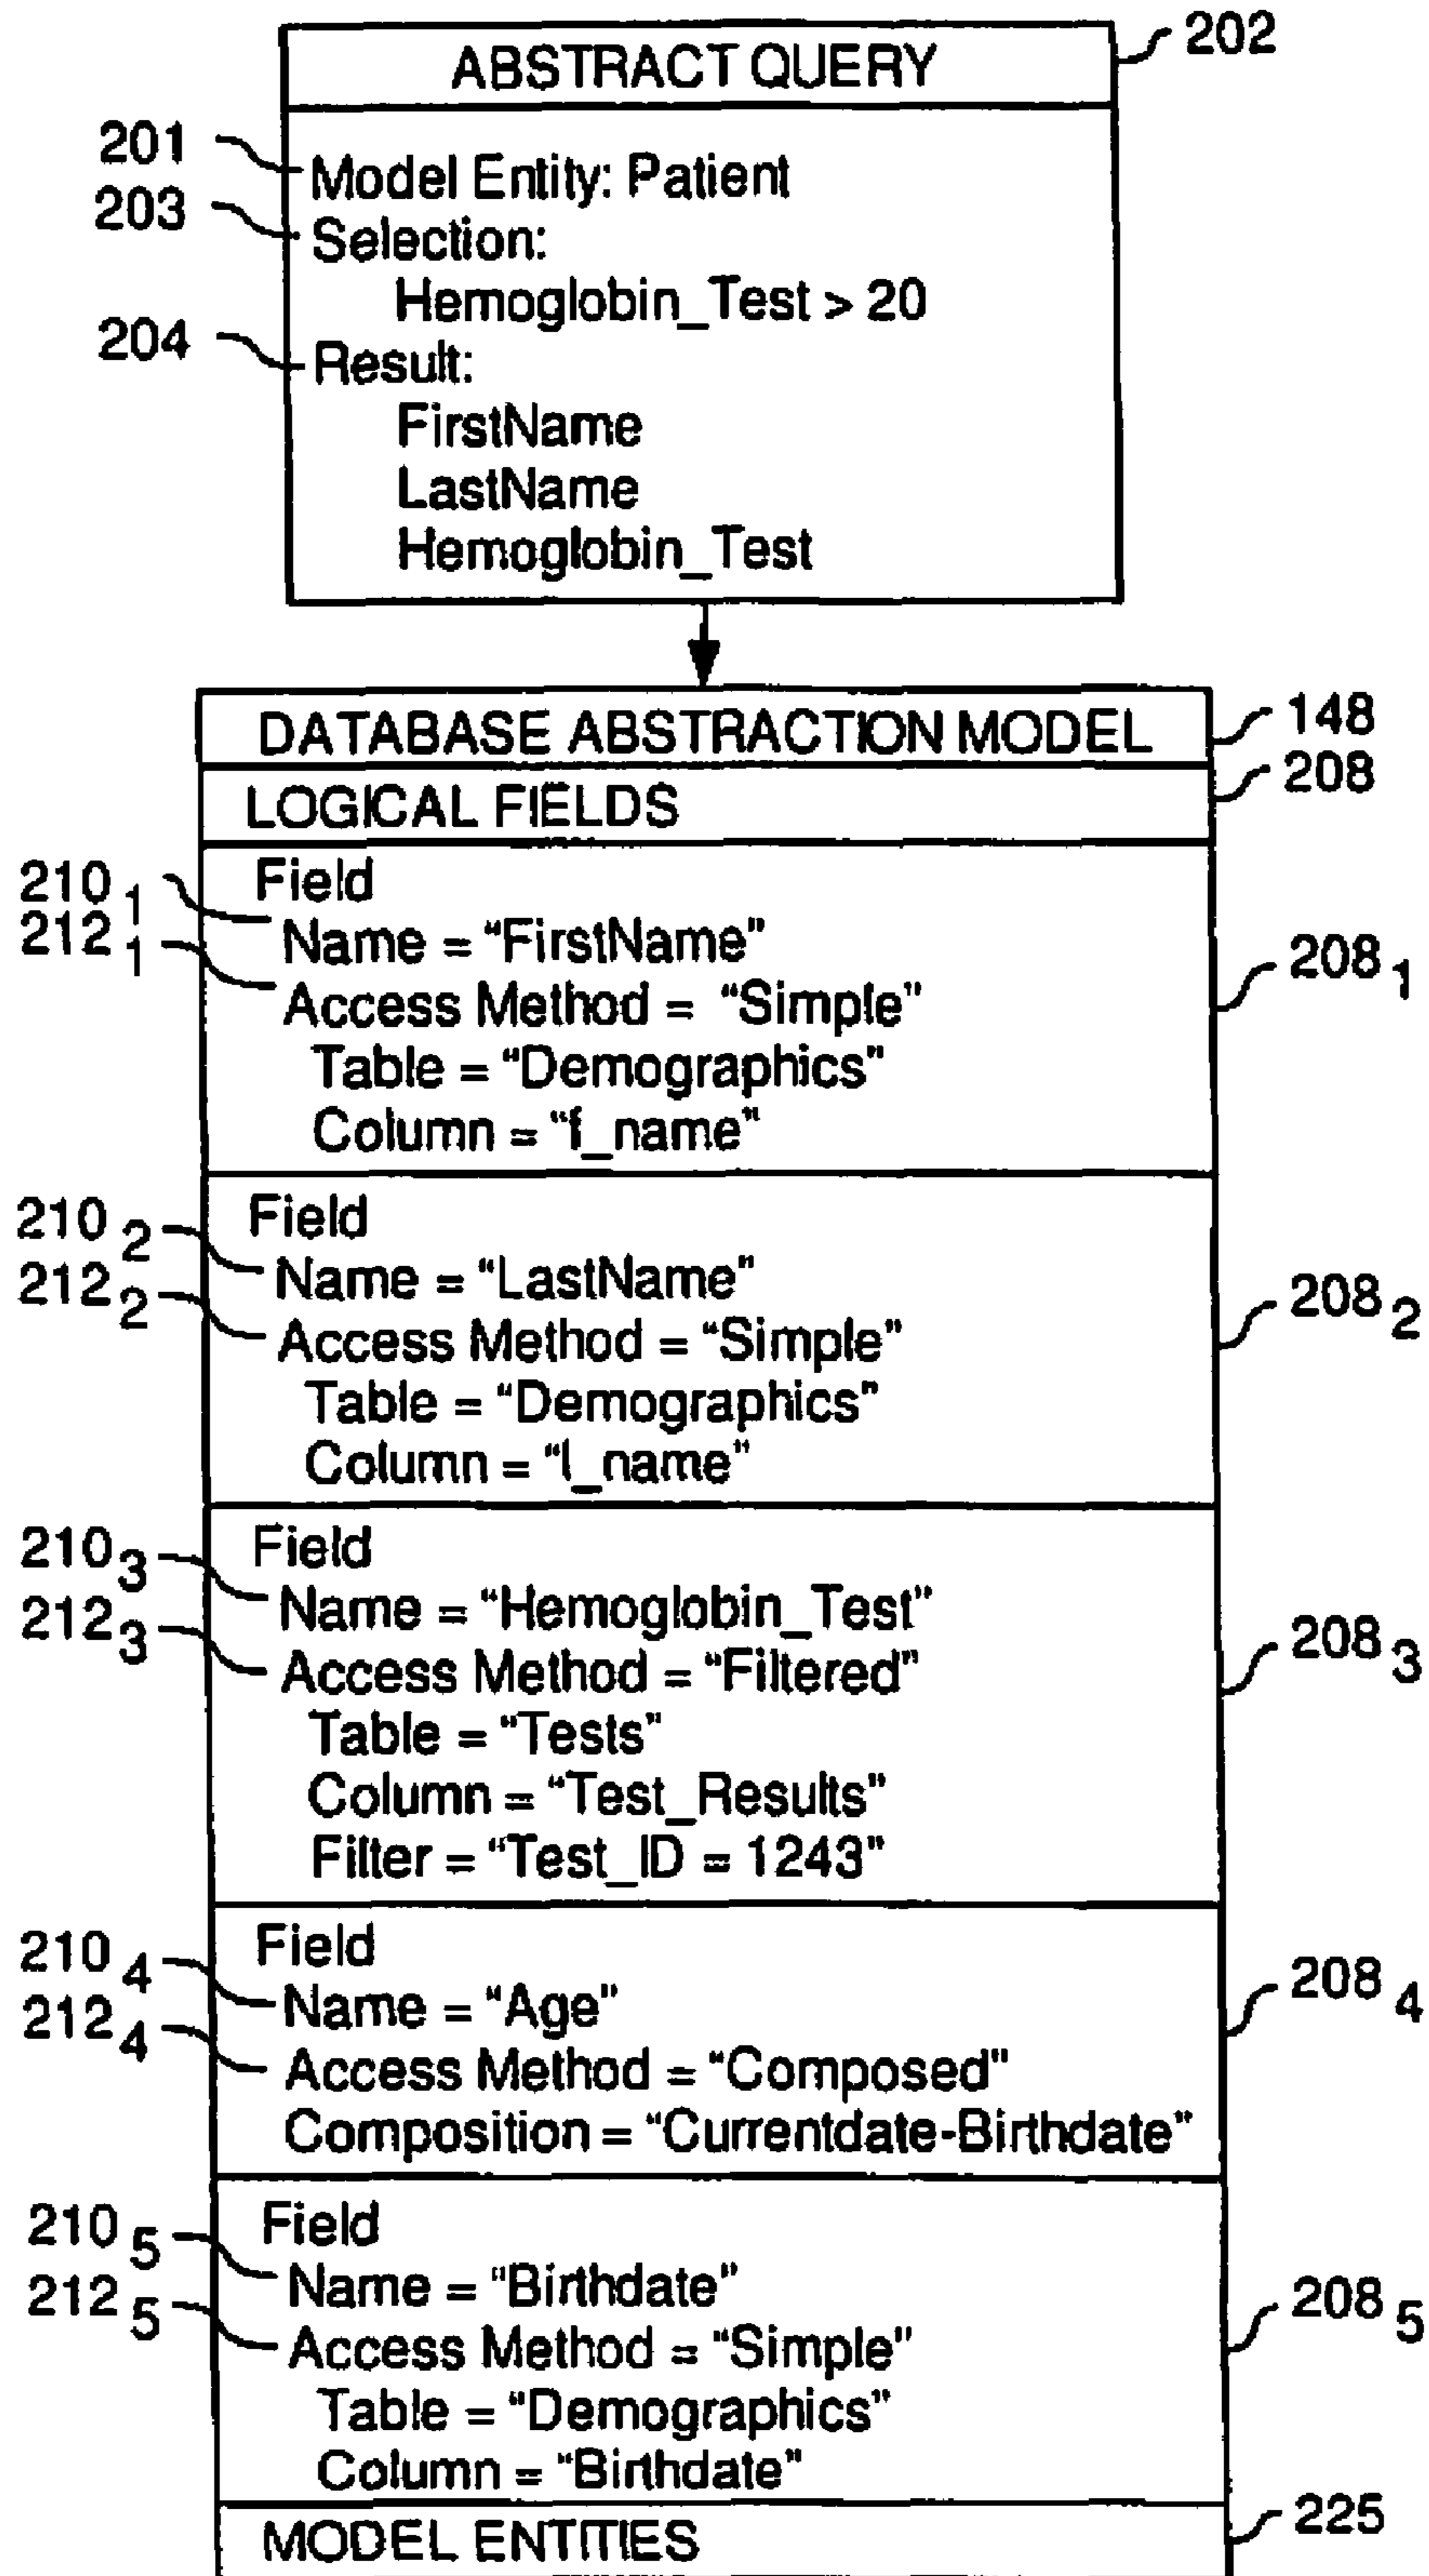 ABSTRACT QUERY
202
201
Model Entity: Patient
203
Selection:
Hemoglobin_Test > 20
204
Result:
FirstName
LastName
Hemoglobin_Test
DATABASE ABSTRACTION MODEL
148
LOGICAL FIELDS
208
Field
210 1
Name = “FirstName”
212 1
Access Method = “Simple”
208 1
Table = “Demographics”
Column = “f_name”
Field
210 2
Name = “LastName”
212 2
Access Method = “Simple”
208 2
Table = “Demographics”
Column = “l_name”
Field
210 3
Name = “Hemoglobin_Test”
212 3
Access Method = “Filtered”
208 3
Table = “Tests”
Column = “Test_Results”
Filter = “Test_ID = 1243”
Field
210 4
Name = “Age”
212 4
Access Method = “Composed”
208 4
Composition = “Currentdate-Birthdate”
Field
210 5
Name = “Birthdate”
212 5
Access Method = “Simple”
208 5
Table = “Demographics”
Column = “Birthdate”
MODEL ENTITIES
225